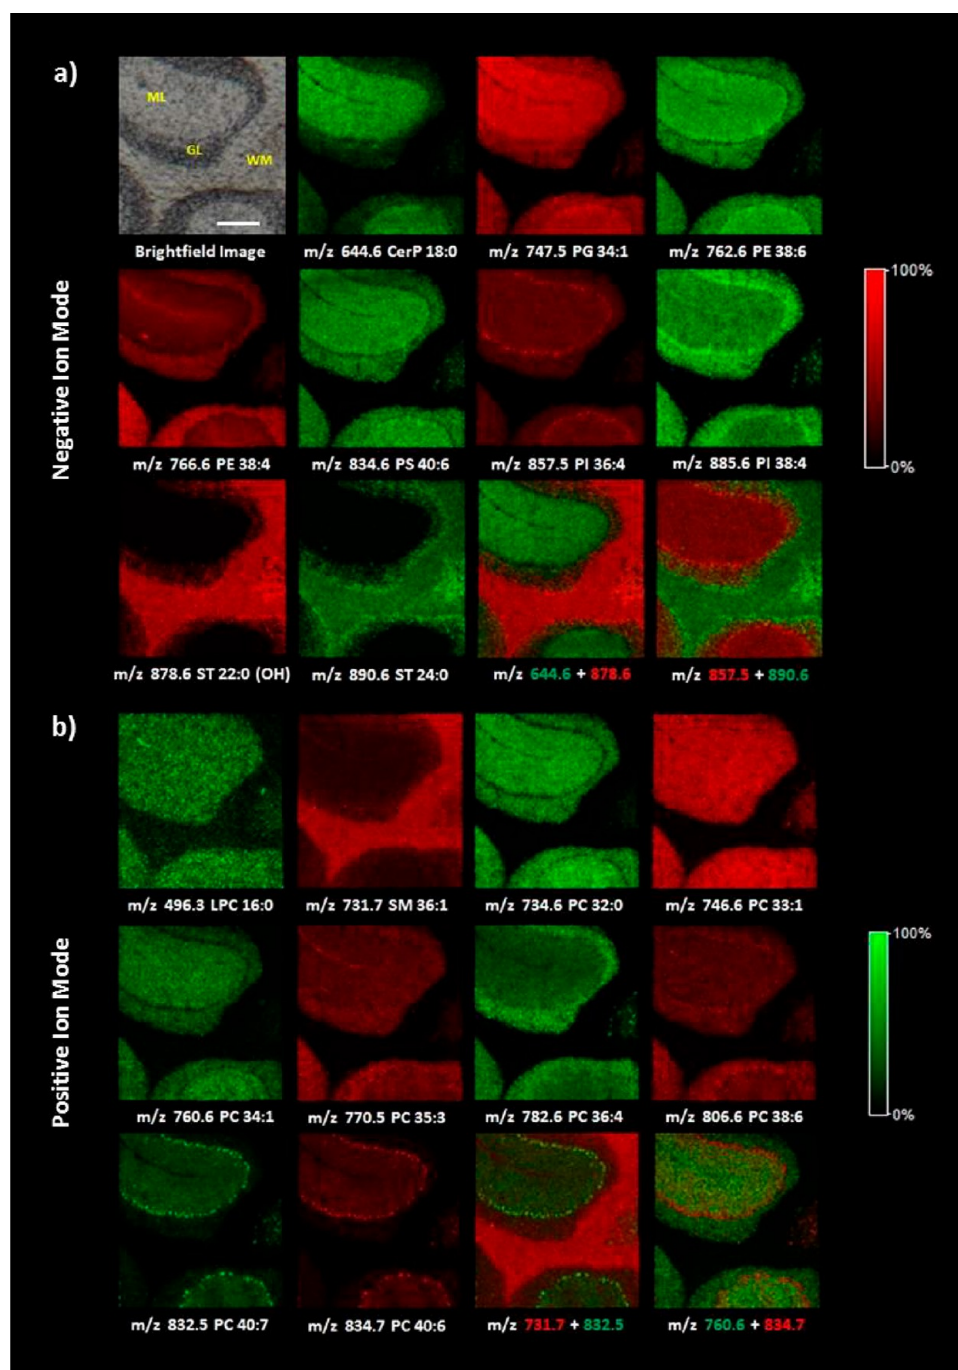 a)
ML
GL
WM
Brightfield Image
m/z 644.6 CerP 18:0
m/z 747.5 PG 34:1
m/z 762.6 PE 38:6
Negative Ion Mode
100%
0%
m/z 766.6 PE 38:4
m/z 834.6 PS 40:6
m/z 857.5 PI 36:4
m/z 885.6 PI 38:4
m/z 878.6 ST 22:0 (OH)
m/z 890.6 ST 24:0
m/z 644.6 + 878.6
m/z 857.5 + 890.6
b)
m/z 496.3 LPC 16:0
m/z 731.7 SM 36:1
m/z 734.6 PC 32:0
m/z 746.6 PC 33:1
Positive Ion Mode
100%
0%
m/z 760.6 PC 34:1
m/z 770.5 PC 35:3
m/z 782.6 PC 36:4
m/z 806.6 PC 38:6
m/z 832.5 PC 40:7
m/z 834.7 PC 40:6
m/z 731.7 + 832.5
m/z 760.6 + 834.7